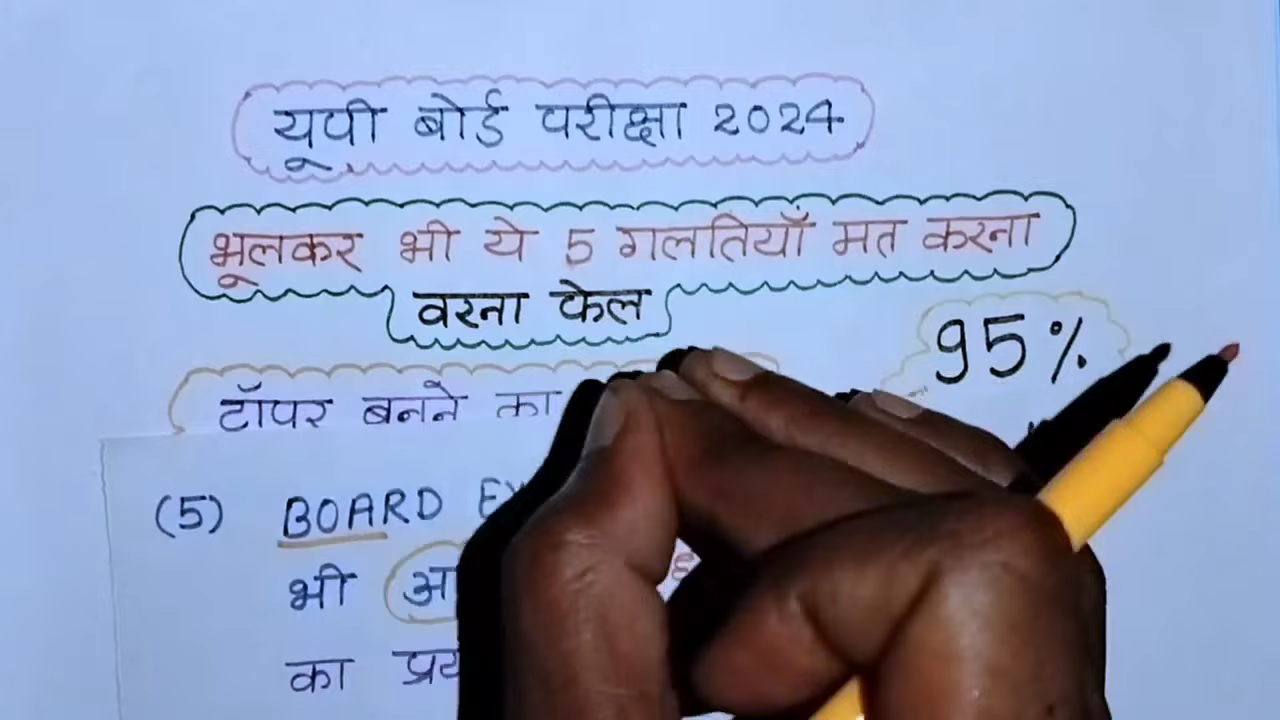 यूपी बोर्ड परीक्षा 2024
भूलकर भी ये 5 गलतियाँ मत करना
वरना फेल
95%
टॉपर बनने का
(5) BOARD
भी
का